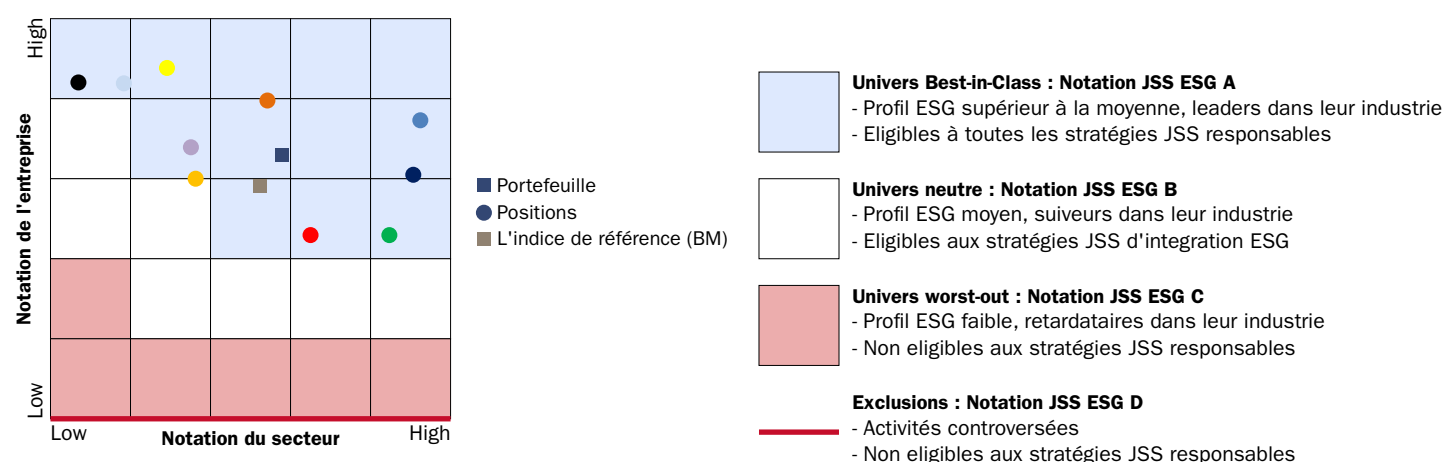 High
Notation de l'entreprise
Low
Low
Notation du secteur
High
Portefeuille
Positions
L'indice de référence (BM)
Univers Best-in-Class : Notation JSS ESG A
- Profil ESG supérieur à la moyenne, leaders dans leur industrie
- Eligibles à toutes les stratégies JSS responsables
Univers neutre : Notation JSS ESG B
- Profil ESG moyen, suiveurs dans leur industrie
- Eligibles aux stratégies JSS d'integration ESG
Univers worst-out : Notation JSS ESG C
- Profil ESG faible, retardataires dans leur industrie
- Non eligibles aux stratégies JSS responsables
Exclusions : Notation JSS ESG D
- Activités controversées
- Non eligibles aux stratégies JSS responsables